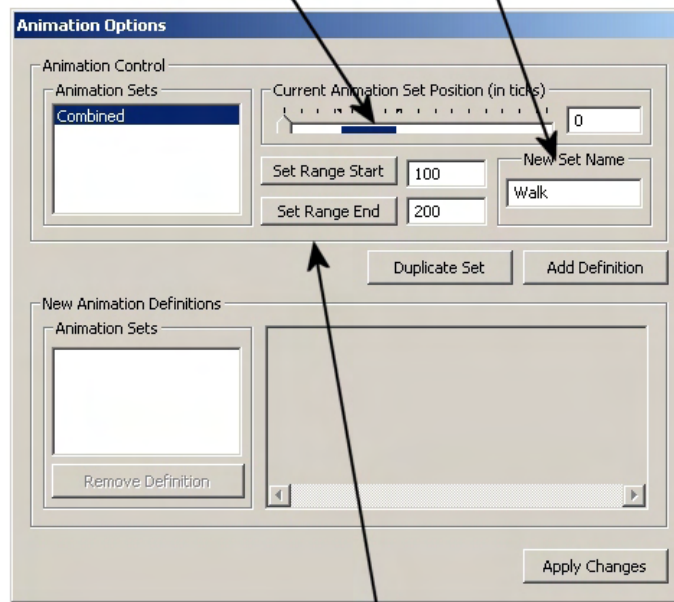 Animation Options
Animation Control
Animation Sets
Combined
Current Animation Set Position (in ticks)
0
Set Range Start
100
Set Range End
200
New Set Name
Walk
Duplicate Set
Add Definition
New Animation Definitions
Animation Sets
Remove Definition
Apply Changes